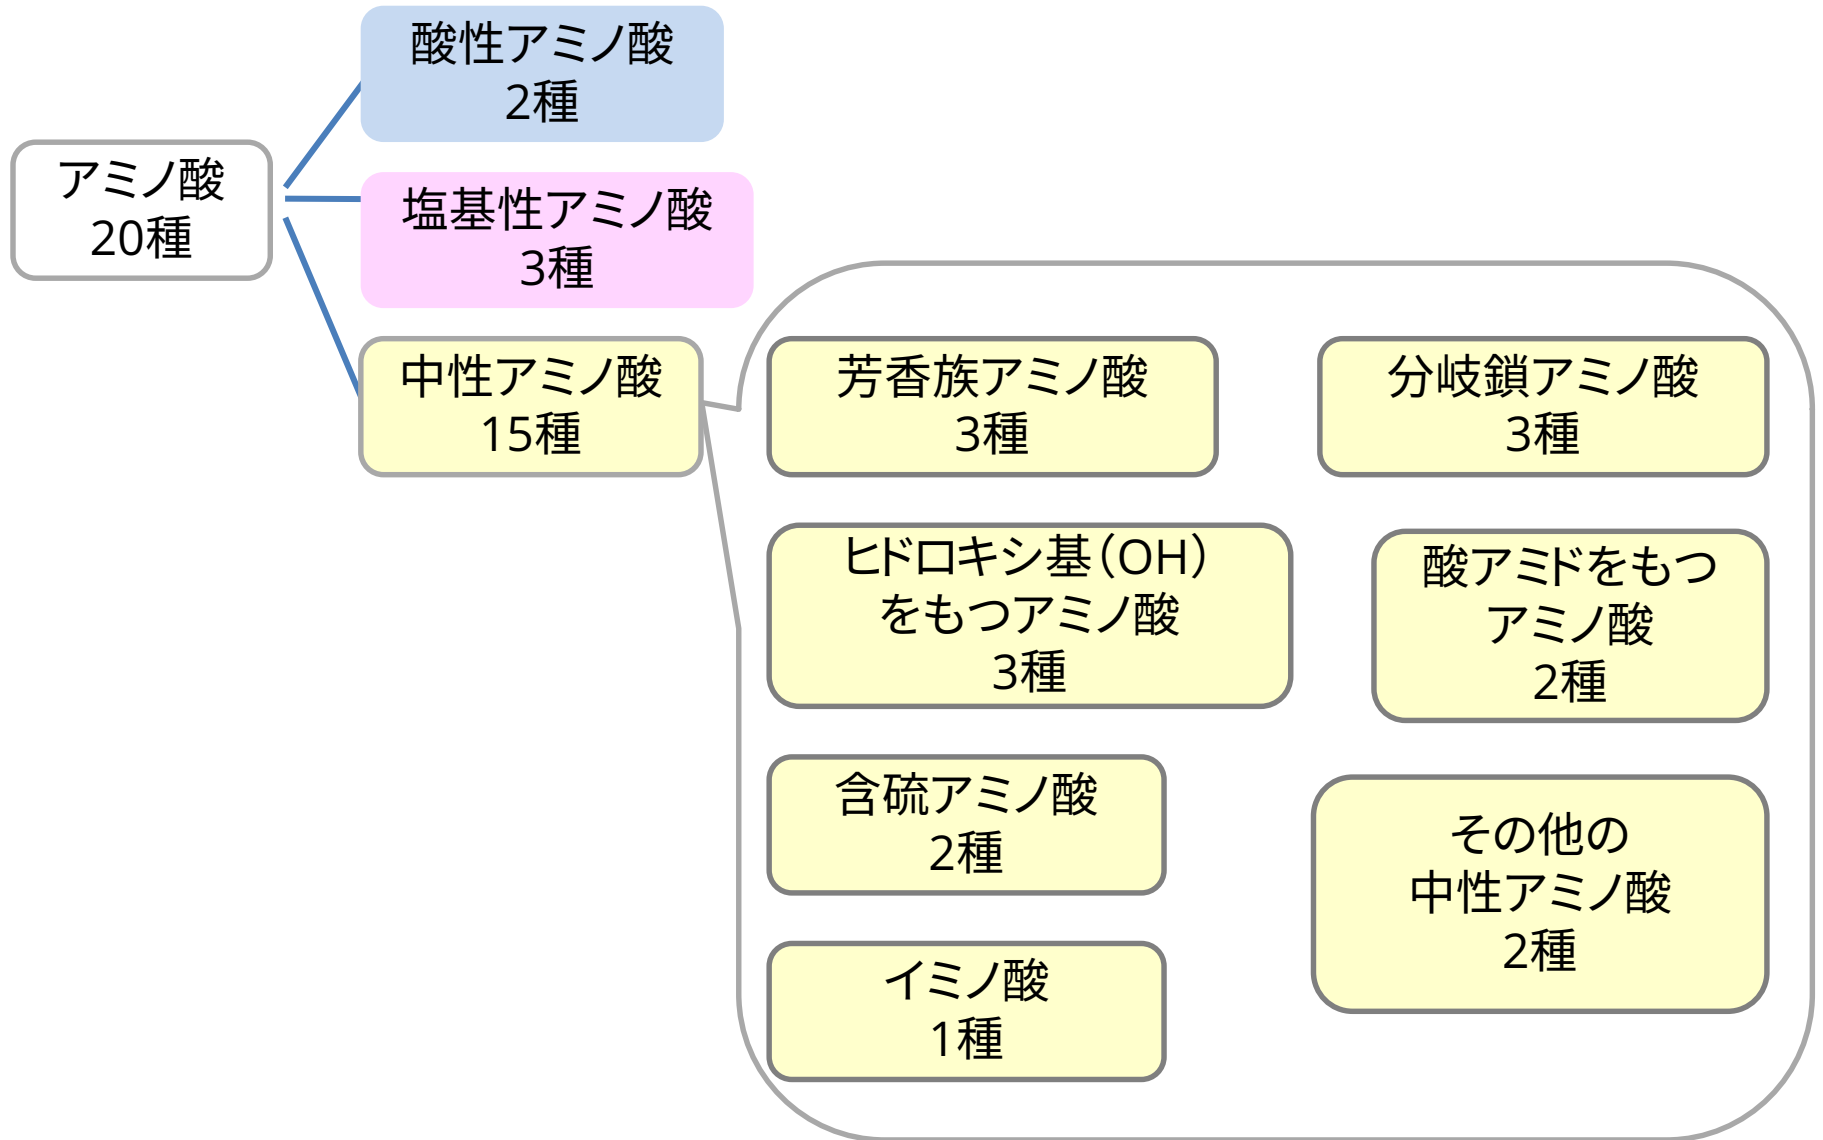 酸性アミノ酸
2種
アミノ酸
20種
塩基性アミノ酸
3種
中性アミノ酸
15種
芳香族アミノ酸
3種
分岐鎖アミノ酸
3種
ヒドロキシ基（OH）
をもつアミノ酸
3種
酸アミドをもつ
アミノ酸
2種
含硫アミノ酸
2種
その他の
中性アミノ酸
2種
イミノ酸
1種